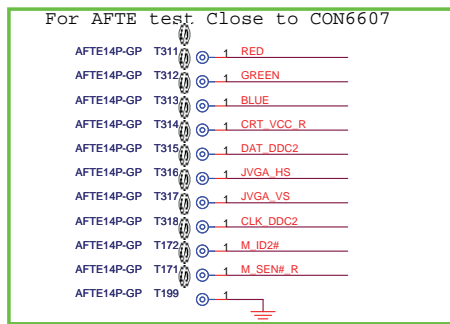 For AFTE test Close to CON6607
AFTE14P-GP T311 1 RED
AFTE14P-GP T312 1 GREEN
AFTE14P-GP T313 1 BLUE
AFTE14P-GP T314 1 CRT_VCC_R
AFTE14P-GP T315 1 DAT_DDC2
AFTE14P-GP T316 1 JVGA_HS
AFTE14P-GP T317 1 JVGA_VS
AFTE14P-GP T318 1 CLK_DDC2
AFTE14P-GP T172 1 M_ID2#
AFTE14P-GP T171 1 M_SEN#_R
AFTE14P-GP T199 1